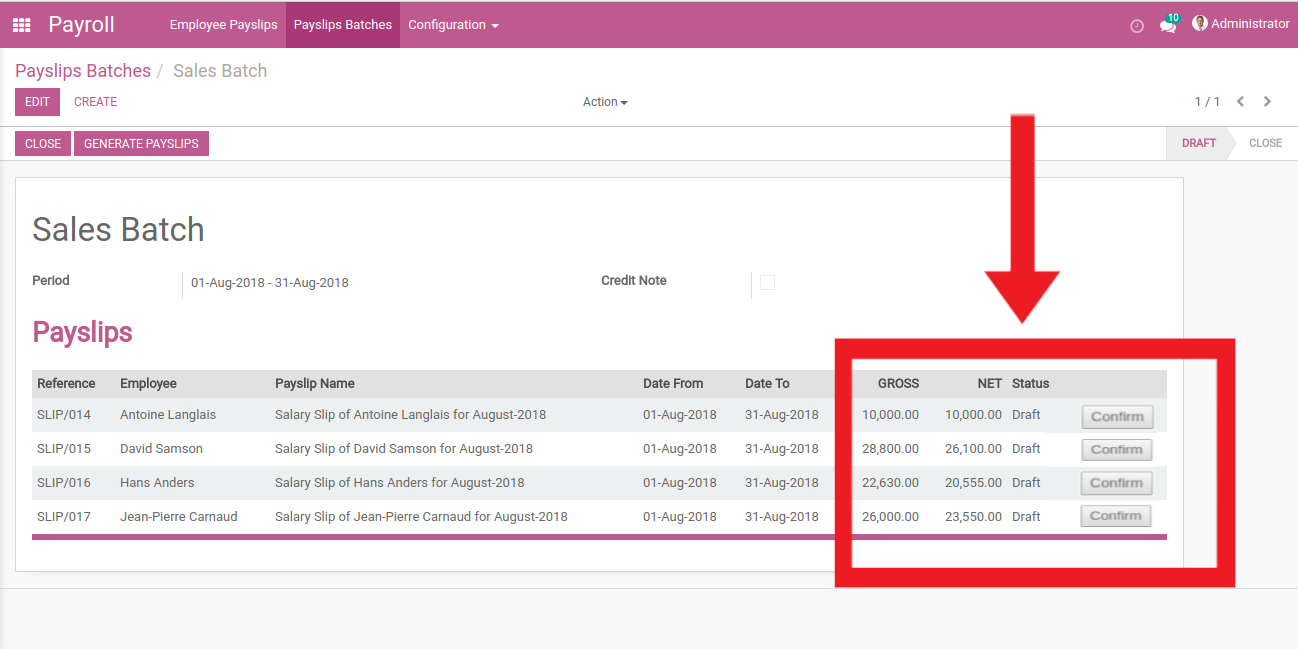 Payroll Employee Payslips Payslips Batches Configuration 10 Administrator
Payslips Batches / Sales Batch
EDIT CREATE Action 1 / 1
CLOSE GENERATE PAYSLIPS DRAFT CLOSE
Sales Batch
Period 01-Aug-2018 - 31-Aug-2018 Credit Note
Payslips
Reference Employee Payslip Name Date From Date To GROSS NET Status
SLIP/014 Antoine Langlais Salary Slip of Antoine Langlais for August-2018 01-Aug-2018 31-Aug-2018 10,000.00 10,000.00 Draft Confirm
SLIP/015 David Samson Salary Slip of David Samson for August-2018 01-Aug-2018 31-Aug-2018 28,800.00 26,100.00 Draft Confirm
SLIP/016 Hans Anders Salary Slip of Hans Anders for August-2018 01-Aug-2018 31-Aug-2018 22,630.00 20,555.00 Draft Confirm
SLIP/017 Jean-Pierre Carnaud Salary Slip of Jean-Pierre Carnaud for August-2018 01-Aug-2018 31-Aug-2018 26,000.00 23,550.00 Draft Confirm